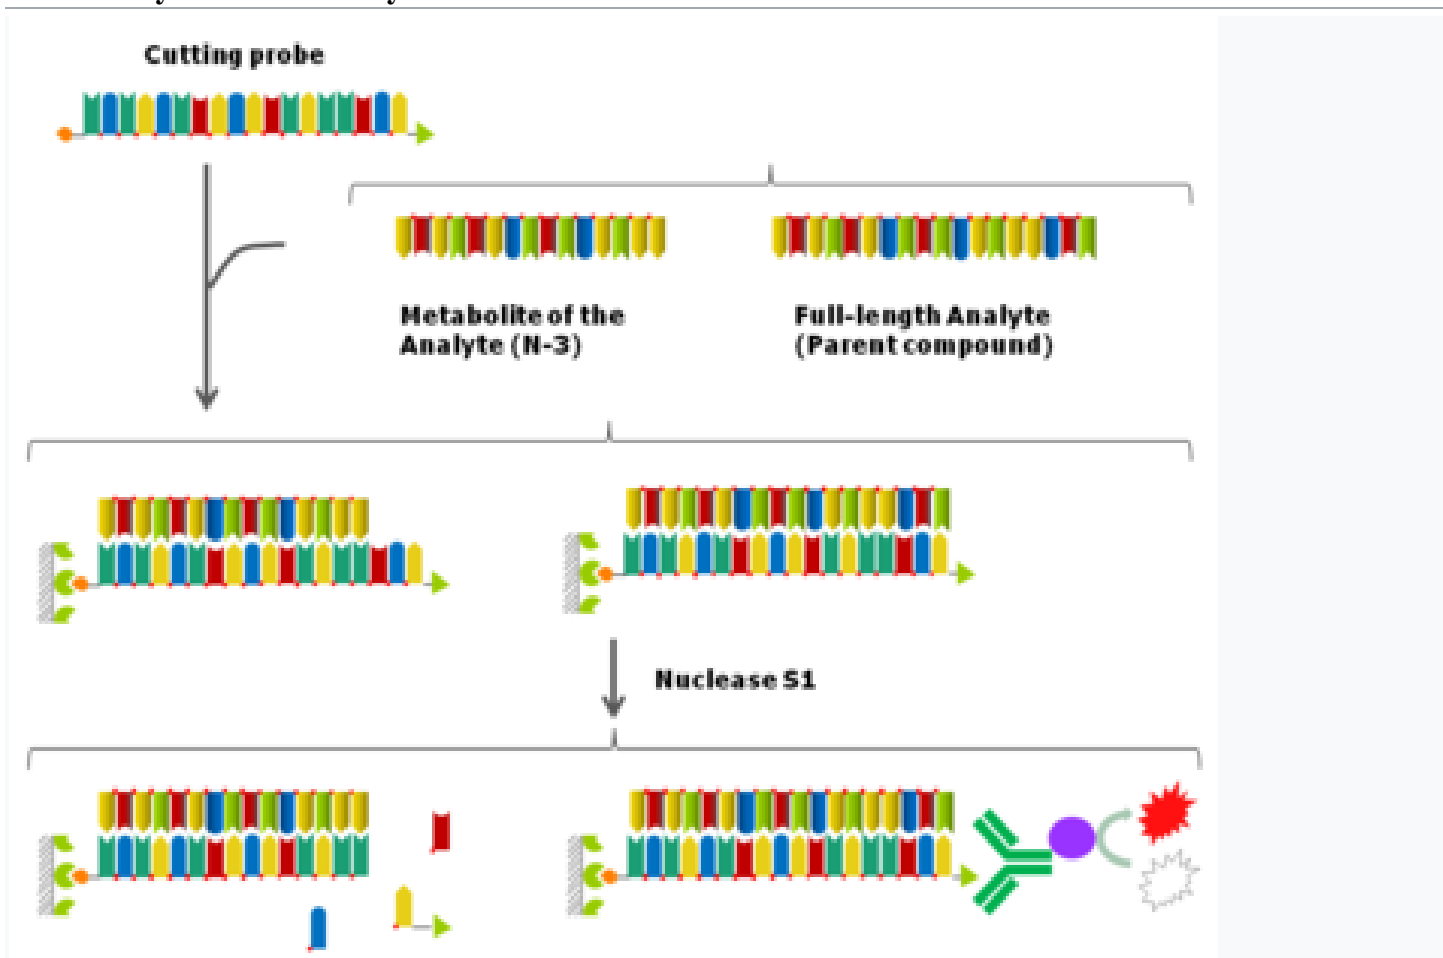 Cutting probe
Metabolite of the
Analyte (N-3)
Full-length Analyte
(Parent compound)
Nuclease S1